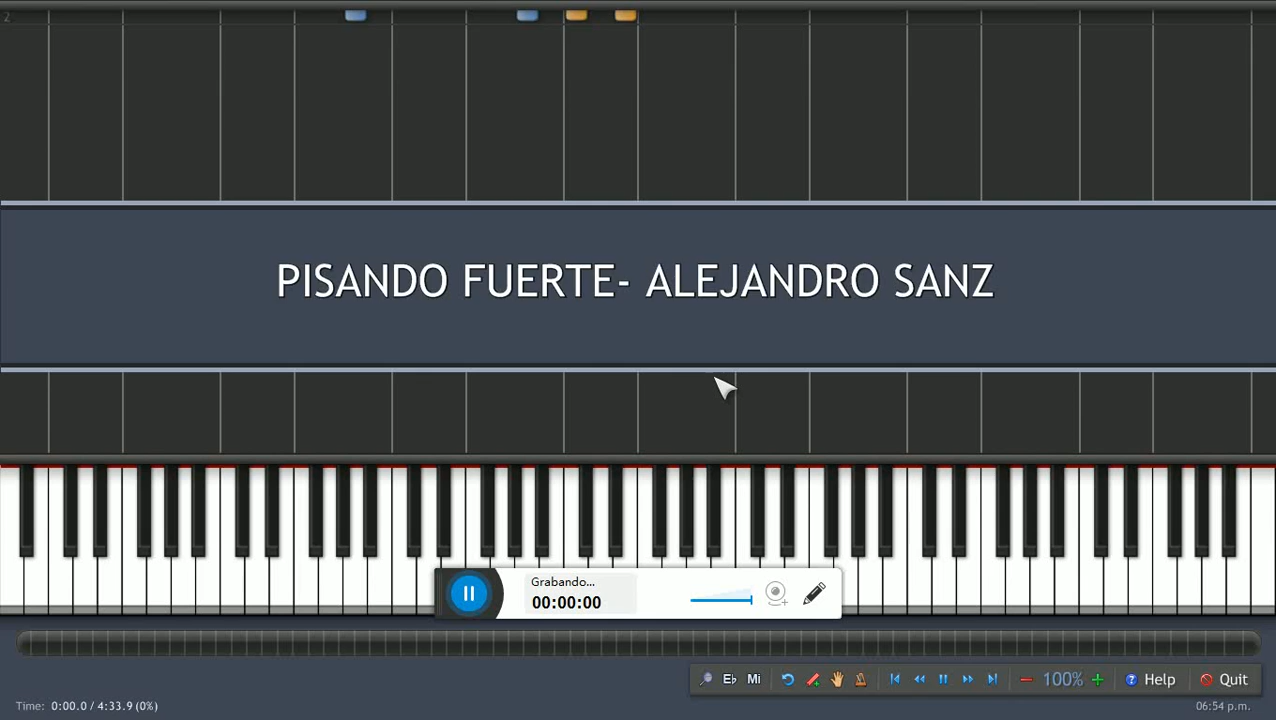 2
PISANDO FUERTE- ALEJANDRO SANZ
Grabando...
00:00:00
E♭ Mi 100% Help Quit
Time: 0:00.0 / 4:33.9 (0%)
06:54 p.m.